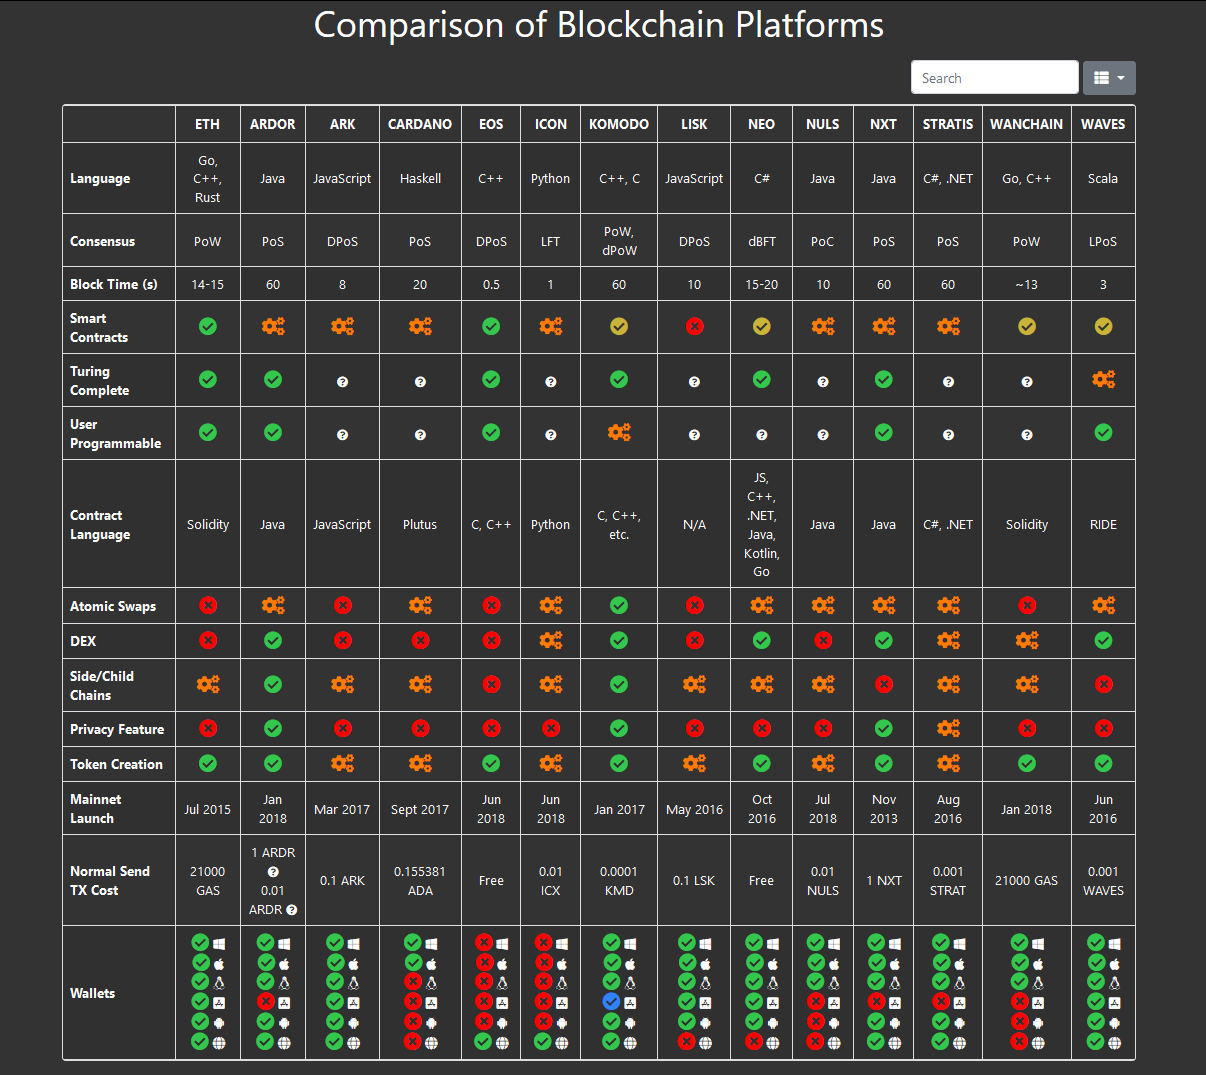 Comparison of Blockchain Platforms
Search
ETH ARDOR ARK CARDANO EOS ICON KOMODO LISK NEO NULS NXT STRATIS WANCHAIN WAVES
Language Go, C++, Rust Java JavaScript Haskell C++ Python C++, C JavaScript C# Java Java C#, .NET Go, C++ Scala
Consensus PoW PoS DPoS PoS DPoS LFT PoW, dPoW DPoS dBFT PoC PoS PoS PoW LPoS
Block Time (s) 14-15 60 8 20 0.5 1 60 10 15-20 10 60 60 ~13 3
Smart Contracts
Turing Complete ? ? ? ? ? ? ?
User Programmable ? ? ? ? ? ? ? ?
Contract Language Solidity Java JavaScript Plutus C, C++ Python C, C++, etc. N/A JS, C++, .NET, Java, Kotlin, Go Java Java C#, .NET Solidity RIDE
Atomic Swaps
DEX
Side/Child Chains
Privacy Feature
Token Creation
Mainnet Launch Jul 2015 Jan 2018 Mar 2017 Sept 2017 Jun 2018 Jun 2018 Jan 2017 May 2016 Oct 2016 Jul 2018 Nov 2013 Aug 2016 Jan 2018 Jun 2016
Normal Send TX Cost 21000 GAS 1 ARDR ? 0.01 ARDR ? 0.1 ARK 0.155381 ADA Free 0.01 ICX 0.0001 KMD 0.1 LSK Free 0.01 NULS 1 NXT 0.001 STRAT 21000 GAS 0.001 WAVES
Wallets